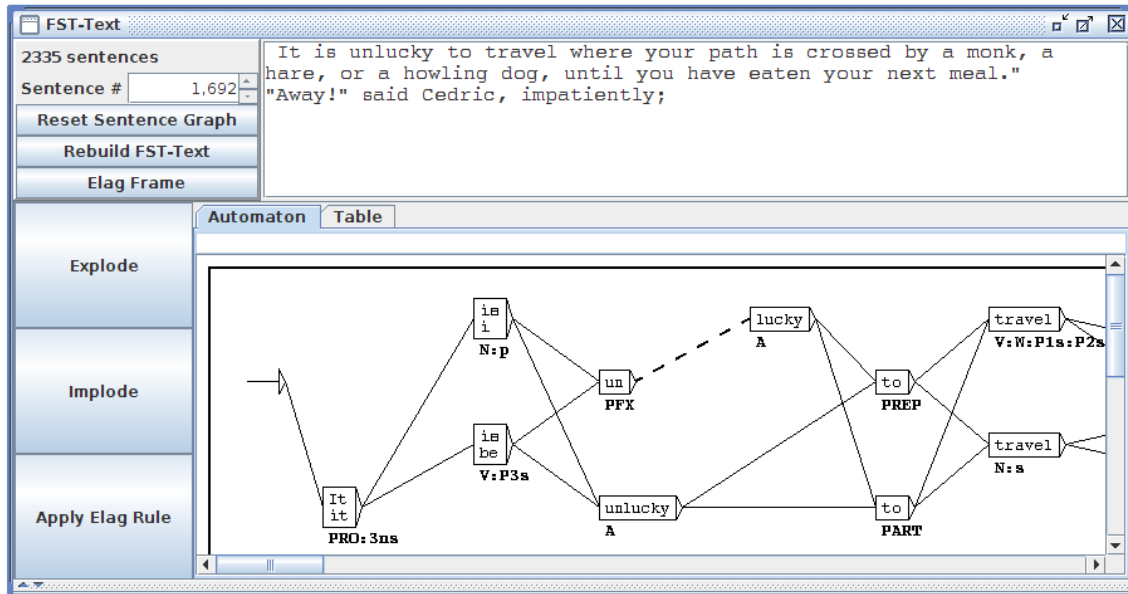 FST-Text
2335 sentences
Sentence # 1,692
Reset Sentence Graph
Rebuild FST-Text
Elag Frame
It is unlucky to travel where your path is crossed by a monk, a
hare, or a howling dog, until you have eaten your next meal."
"Away!" said Cedric, impatiently;
Explode
Implode
Apply Elag Rule
Automaton Table
is
i
N:p
lucky
A
travel
V:W:P1s:P2s
un
PFX
to
PREP
is
be
V:P3s
travel
N:s
It
it
PRO:3ns
unlucky
A
to
PART